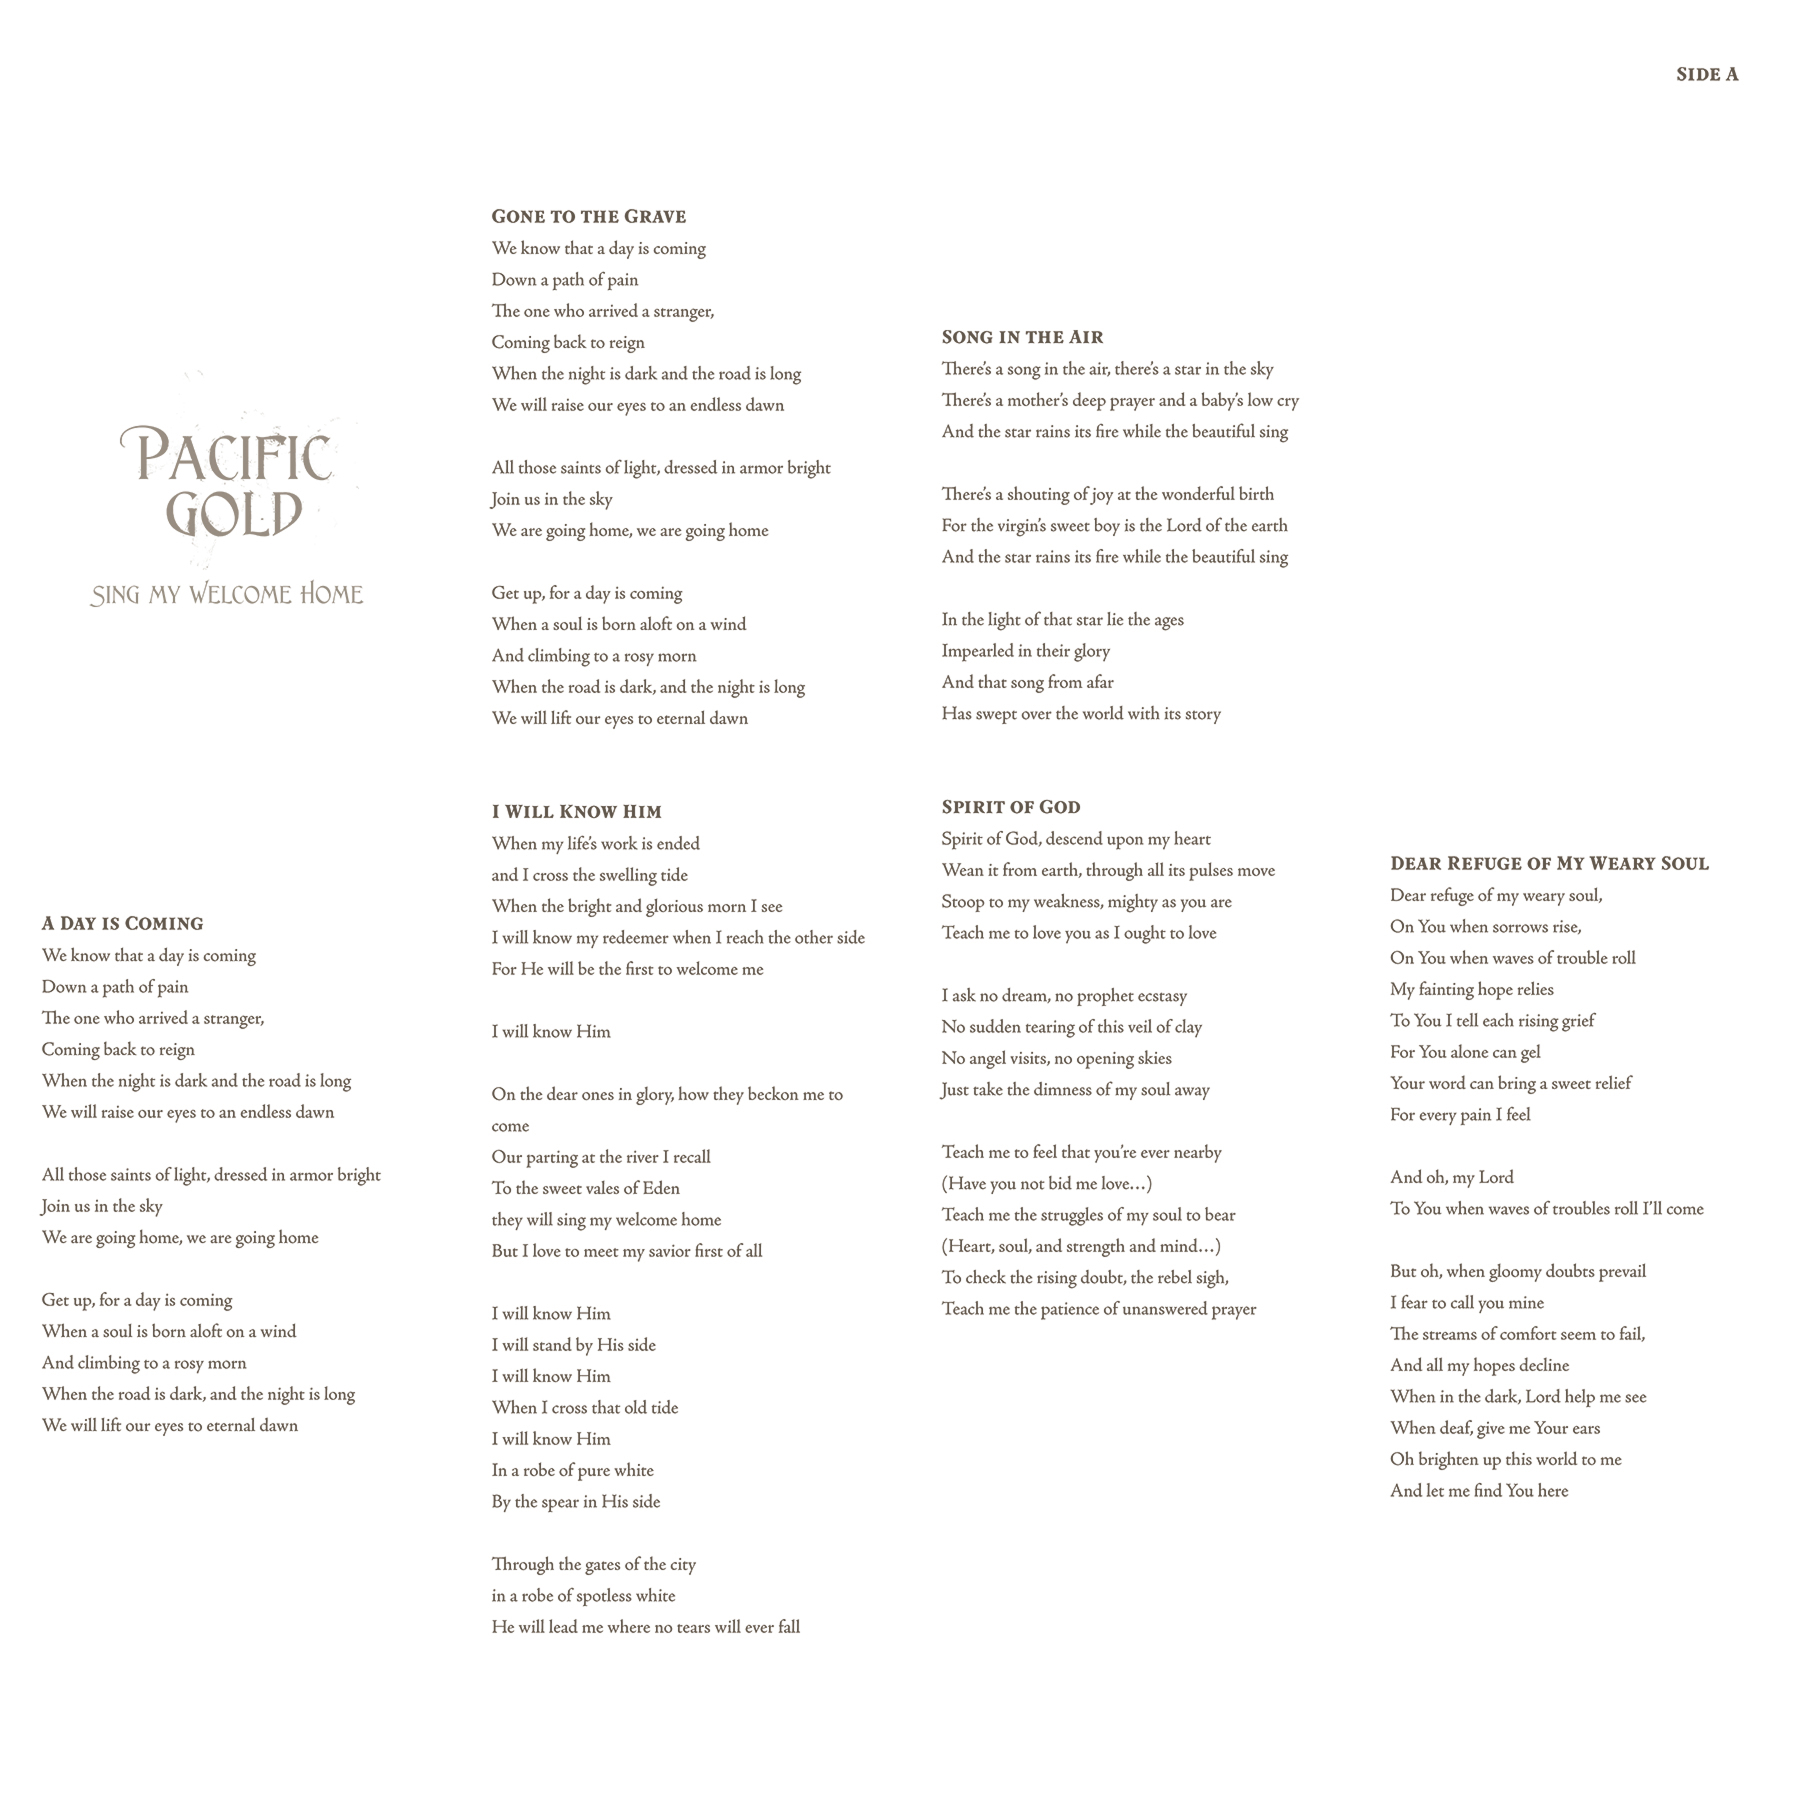 SIDE A
PACIFIC
GOLD
SING MY WELCOME HOME
A DAY IS COMING
We know that a day is coming
Down a path of pain
The one who arrived a stranger,
Coming back to reign
When the night is dark and the road is long
We will raise our eyes to an endless dawn
All those saints of light, dressed in armor bright
Join us in the sky
We are going home, we are going home
Get up, for a day is coming
When a soul is born aloft on a wind
And climbing to a rosy morn
When the road is dark, and the night is long
We will lift our eyes to eternal dawn
GONE TO THE GRAVE
We know that a day is coming
Down a path of pain
The one who arrived a stranger,
Coming back to reign
When the night is dark and the road is long
We will raise our eyes to an endless dawn
All those saints of light, dressed in armor bright
Join us in the sky
We are going home, we are going home
Get up, for a day is coming
When a soul is born aloft on a wind
And climbing to a rosy morn
When the road is dark, and the night is long
We will lift our eyes to eternal dawn
I WILL KNOW HIM
When my life's work is ended
and I cross the swelling tide
When the bright and glorious morn I see
I will know my redeemer when I reach the other side
For He will be the first to welcome me
I will know Him
On the dear ones in glory, how they beckon me to
come
Our parting at the river I recall
To the sweet vales of Eden
they will sing my welcome home
But I love to meet my savior first of all
I will know Him
I will stand by His side
I will know Him
When I cross that old tide
I will know Him
In a robe of pure white
By the spear in His side
Through the gates of the city
in a robe of spotless white
He will lead me where no tears will ever fall
SONG IN THE AIR
There's a song in the air, there's a star in the sky
There's a mother's deep prayer and a baby's low cry
And the star rains its fire while the beautiful sing
There's a shouting of joy at the wonderful birth
For the virgin's sweet boy is the Lord of the earth
And the star rains its fire while the beautiful sing
In the light of that star lie the ages
Impearled in their glory
And that song from afar
Has swept over the world with its story
SPIRIT OF GOD
Spirit of God, descend upon my heart
Wean it from earth, through all its pulses move
Stoop to my weakness, mighty as you are
Teach me to love you as I ought to love
I ask no dream, no prophet ecstasy
No sudden tearing of this veil of clay
No angel visits, no opening skies
Just take the dimness of my soul away
Teach me to feel that you're ever nearby
(Have you not bid me love...)
Teach me the struggles of my soul to bear
(Heart, soul, and strength and mind...)
To check the rising doubt, the rebel sigh,
Teach me the patience of unanswered prayer
DEAR REFUGE OF MY WEARY SOUL
Dear refuge of my weary soul,
On You when sorrows rise,
On You when waves of trouble roll
My fainting hope relies
To You I tell each rising grief
For You alone can gel
Your word can bring a sweet relief
For every pain I feel
And oh, my Lord
To You when waves of troubles roll I'll come
But oh, when gloomy doubts prevail
I fear to call you mine
The streams of comfort seem to fail,
And all my hopes decline
When in the dark, Lord help me see
When deaf, give me Your ears
Oh brighten up this world to me
And let me find You here